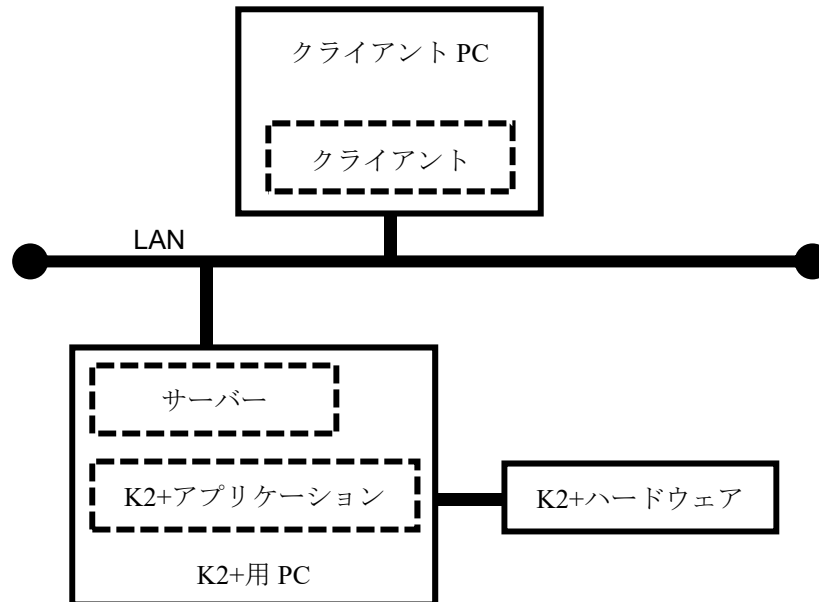 クライアント PC
クライアント
LAN
サーバー
K2+アプリケーション
K2+ハードウェア
K2+用 PC